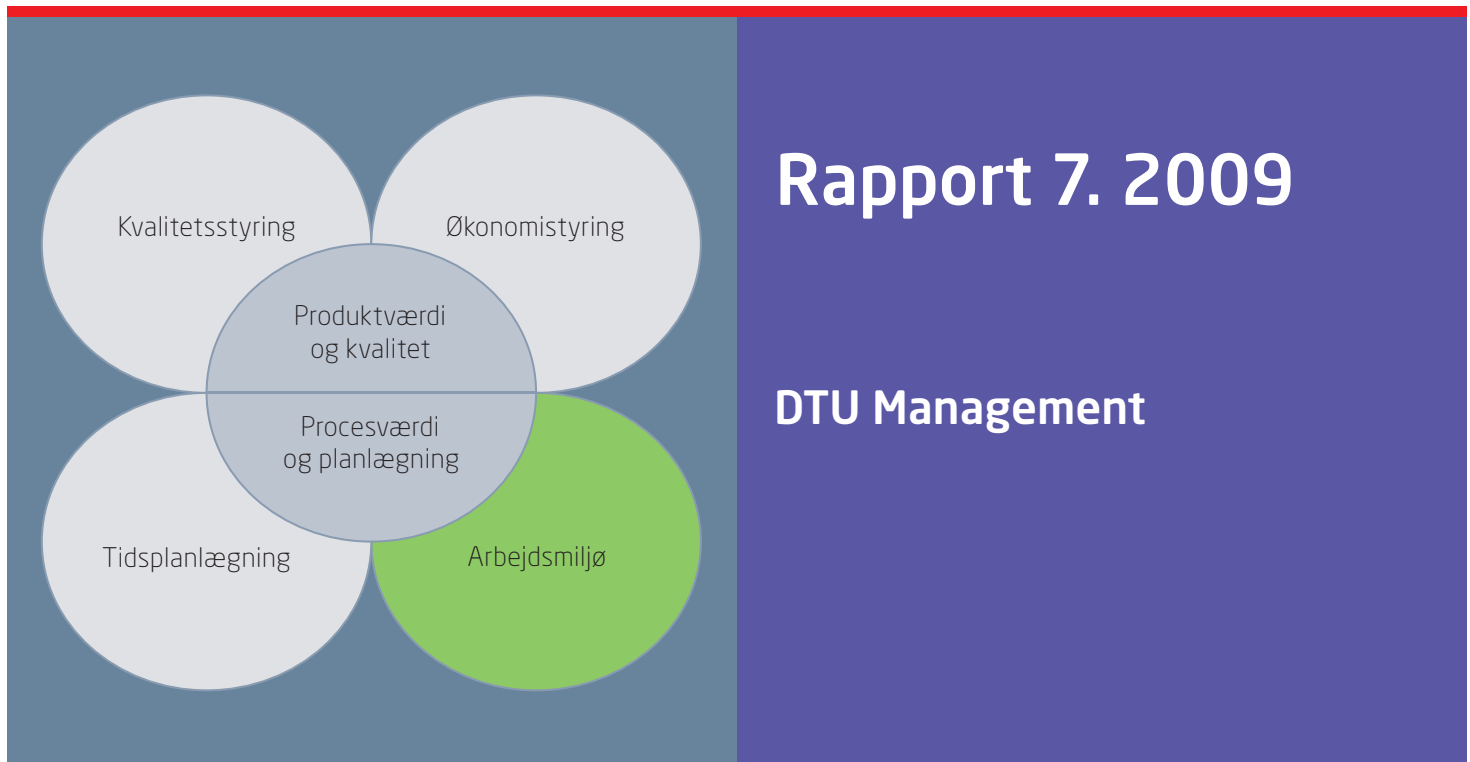 Kvalitetsstyring
Økonomistyring
Produktværdi
og kvalitet
Procesværdi
og planlægning
Tidsplanlægning
Arbejdsmiljø
Rapport 7. 2009
DTU Management